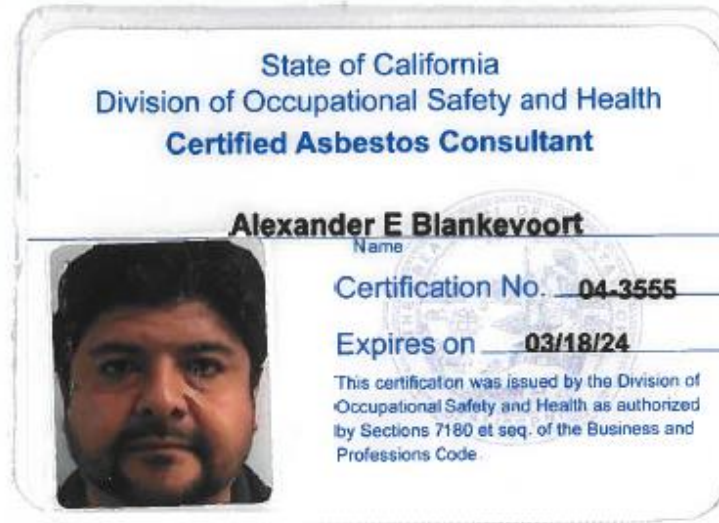 State of California
Division of Occupational Safety and Health
Certified Asbestos Consultant
Alexander E Blankevoort
Name
Certification No. 04-3555
Expires on 03/18/24
This certification was issued by the Division of
Occupational Safety and Health as authorized
by Sections 7180 et seq. of the Business and
Professions Code